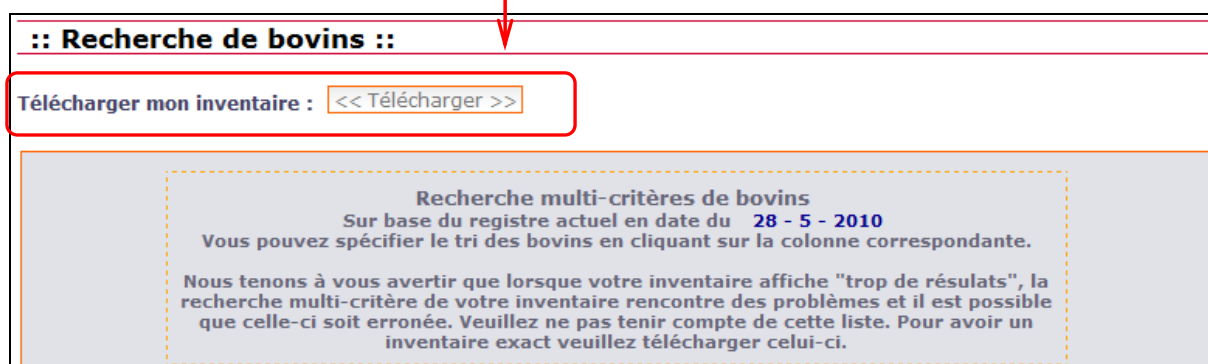 :: Recherche de bovins ::
Télécharger mon inventaire : << Télécharger >>
Recherche multi-critères de bovins
Sur base du registre actuel en date du 28 - 5 - 2010
Vous pouvez spécifier le tri des bovins en cliquant sur la colonne correspondante.
Nous tenons à vous avertir que lorsque votre inventaire affiche "trop de résulats", la
recherche multi-critère de votre inventaire rencontre des problèmes et il est possible
que celle-ci soit erronée. Veuillez ne pas tenir compte de cette liste. Pour avoir un
inventaire exact veuillez télécharger celui-ci.